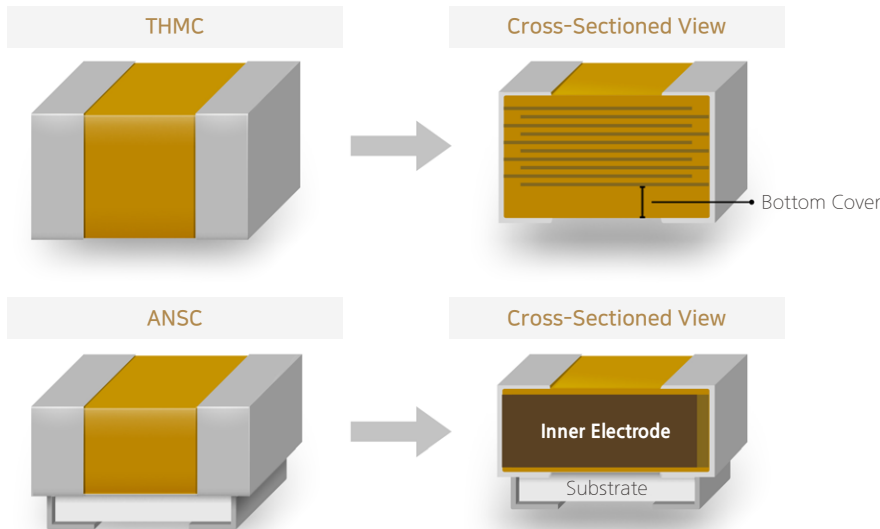 THMC
Cross-Sectioned View
Bottom Cover
ANSC
Cross-Sectioned View
Inner Electrode
Substrate